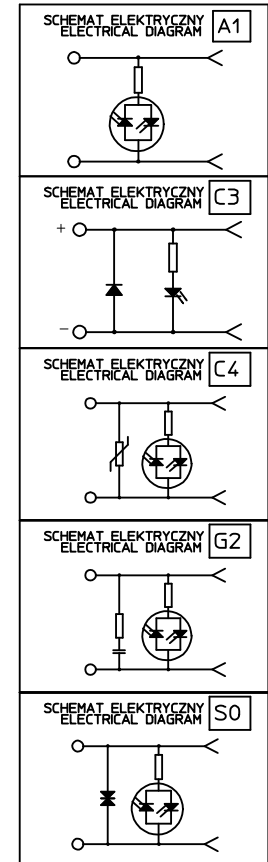 SCHEMAT ELEKTRYCZNY
ELECTRICAL DIAGRAM
A1
SCHEMAT ELEKTRYCZNY
ELECTRICAL DIAGRAM
C3
+
−
SCHEMAT ELEKTRYCZNY
ELECTRICAL DIAGRAM
C4
SCHEMAT ELEKTRYCZNY
ELECTRICAL DIAGRAM
G2
SCHEMAT ELEKTRYCZNY
ELECTRICAL DIAGRAM
S0